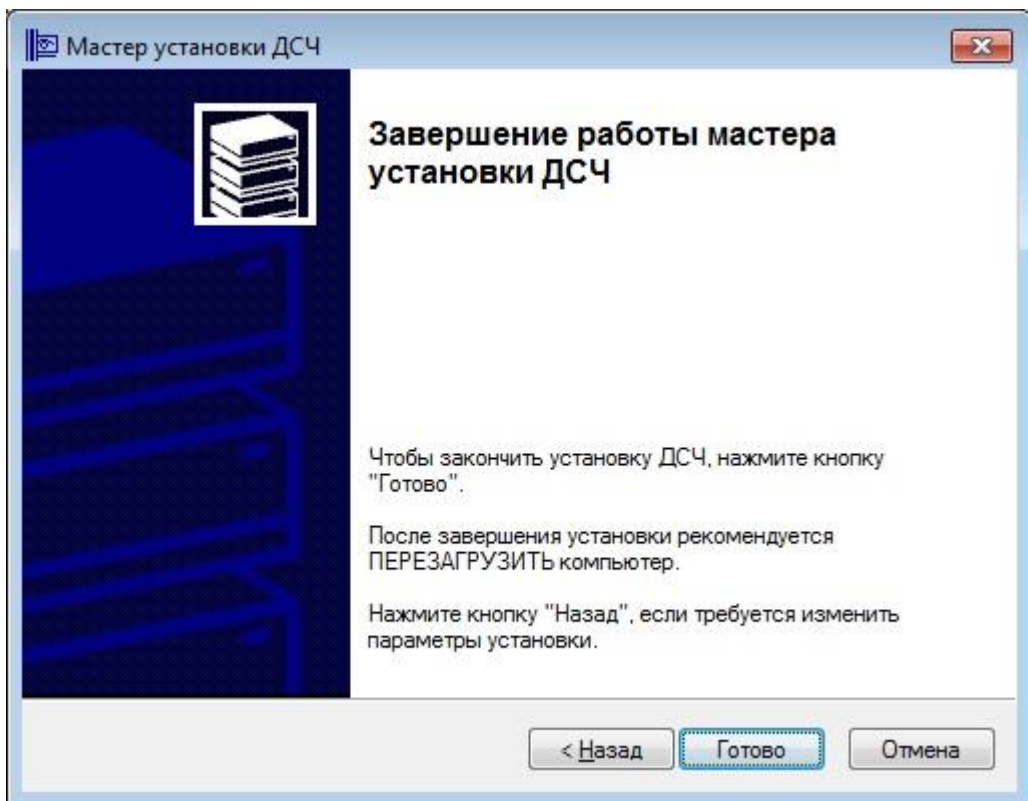 Мастер установки ДСЧ
Завершение работы мастера
установки ДСЧ
Чтобы закончить установку ДСЧ, нажмите кнопку
"Готово".
После завершения установки рекомендуется
ПЕРЕЗАГРУЗИТЬ компьютер.
Нажмите кнопку "Назад", если требуется изменить
параметры установки.
< Назад Готово Отмена